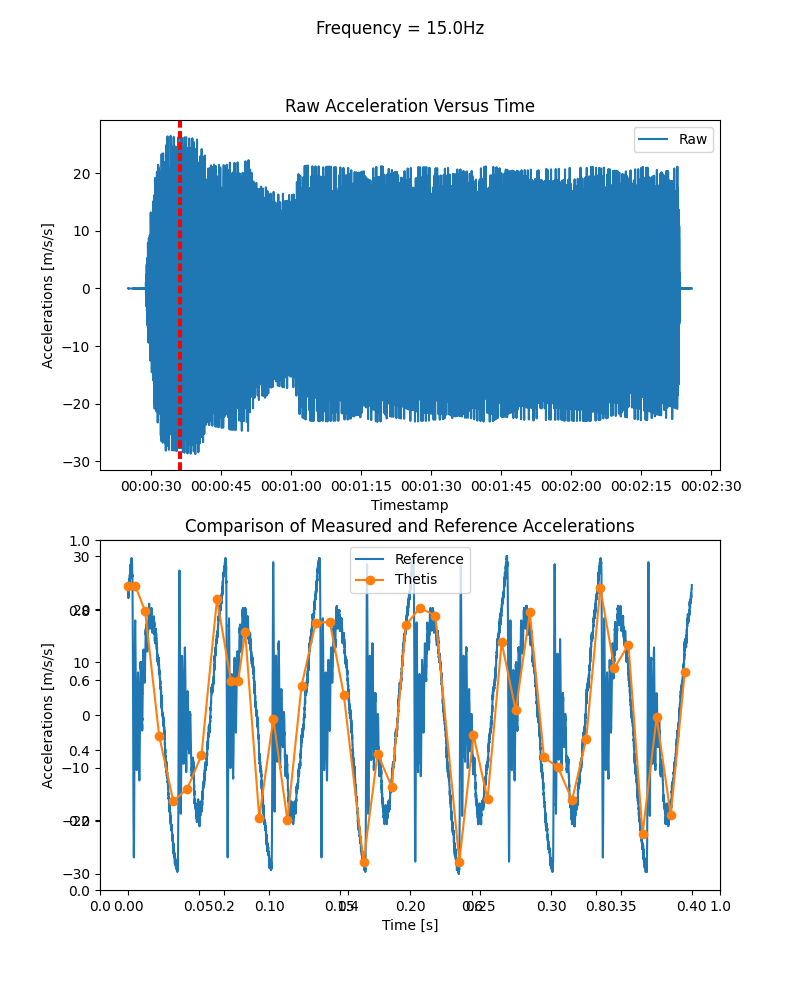 Frequency = 15.0Hz
Raw Acceleration Versus Time
Raw
20
10
0
−10
−20
−30
Accelerations [m/s/s]
00:00:30 00:00:45 00:01:00 00:01:15 00:01:30 00:01:45 00:02:00 00:02:15 00:02:30
Timestamp
Comparison of Measured and Reference Accelerations
Reference
Thetis
1.0
30
20 0.8
10
0.6
0
0.4
−10
−20 0.2
−30
0.0
Accelerations [m/s/s]
0.0 0.00 0.05 0.2 0.10 0.15 0.4 0.20 0.6 0.25 0.30 0.8 0.35 0.40 1.0
Time [s]